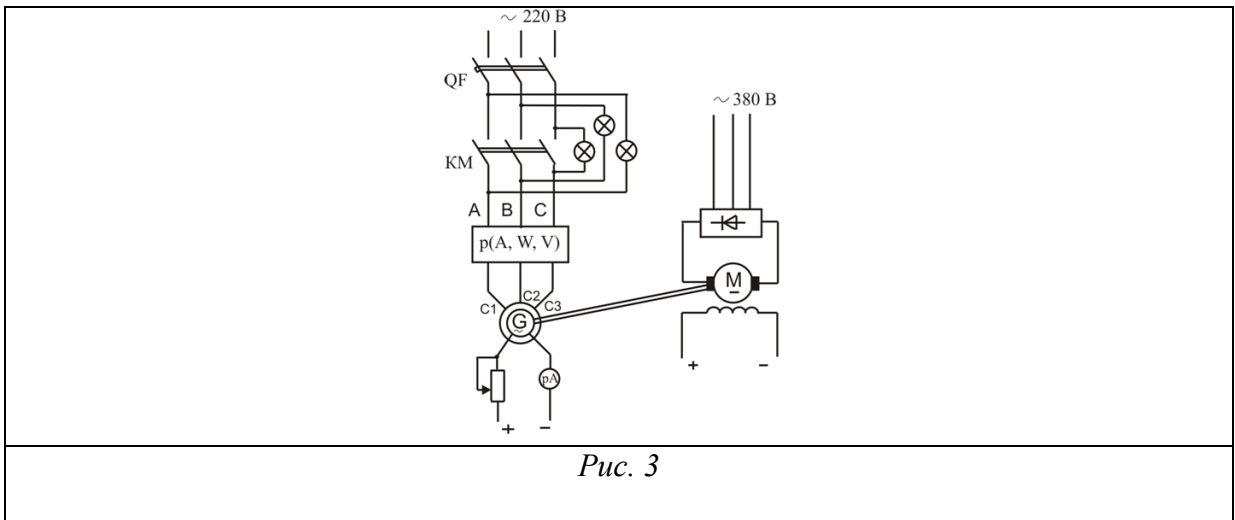 ~ 220 В
QF
~ 380 В
КМ
A B C
p(A, W, V)
C1 C2 C3
G
~
M
–
pA
+ –
+ –
Рис. 3